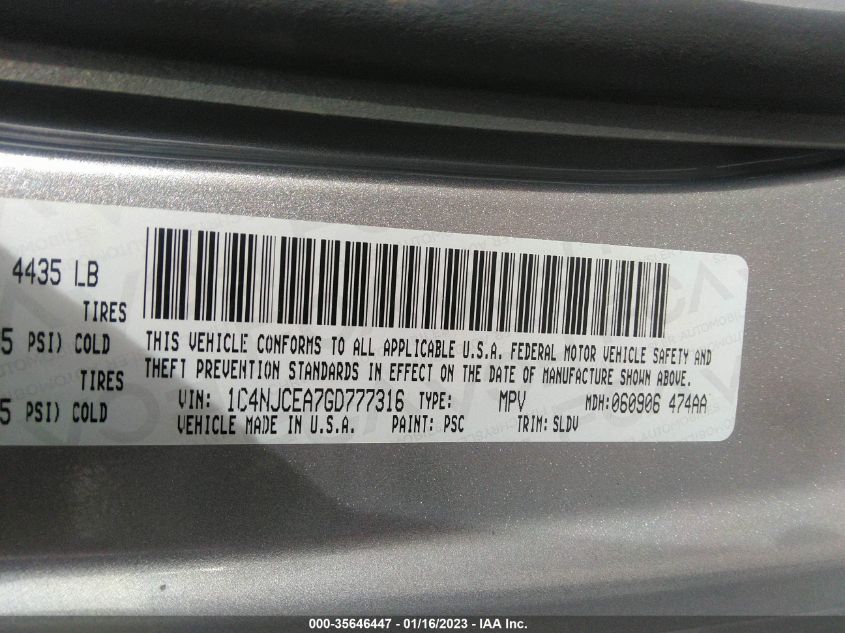 4435 LB
TIRES
5 PSI) COLD
TIRES
5 PSI) COLD
THIS VEHICLE CONFORMS TO ALL APPLICABLE U.S.A. FEDERAL MOTOR VEHICLE SAFETY AND
THEFT PREVENTION STANDARDS IN EFFECT ON THE DATE OF MANUFACTURE SHOWN ABOVE.
VIN: 1C4NJCEA7GD777316 TYPE: MPV MDH:060906 474AA
VEHICLE MADE IN U.S.A. PAINT: PSC TRIM: SLDV
000-35646447 - 01/16/2023 - IAA Inc.